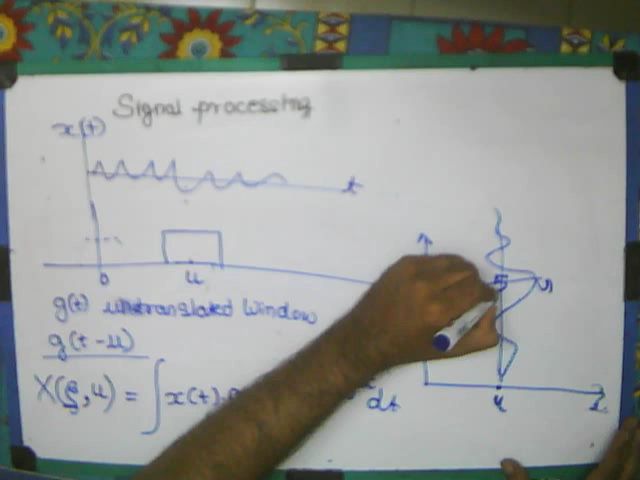 Signal processing
x(t)
t
0
u
g(t) untranslated window
g(t-u)
X(ξ,u) = ∫ x(t).
dt
u
t